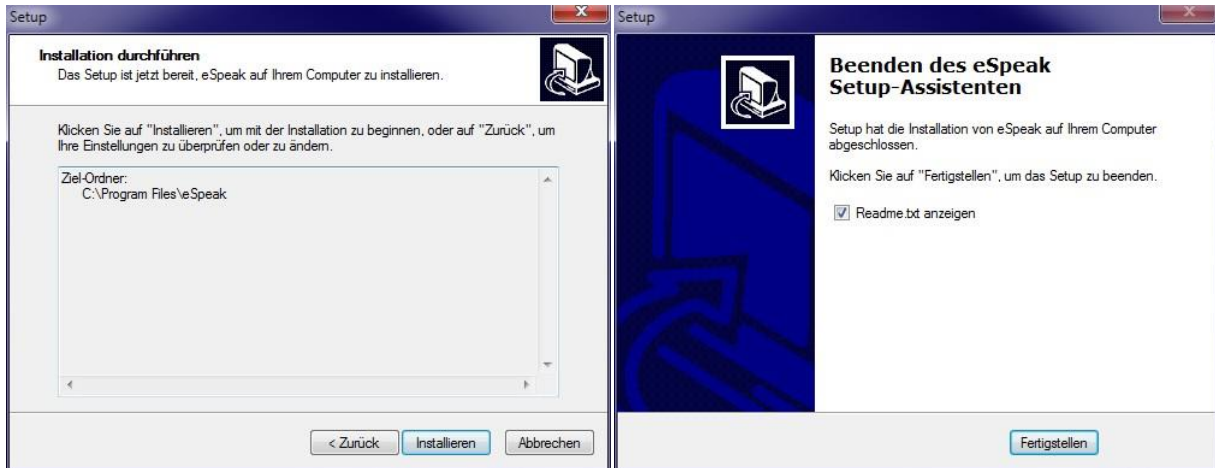 Setup
Installation durchführen
Das Setup ist jetzt bereit, eSpeak auf Ihrem Computer zu installieren.
Klicken Sie auf "Installieren", um mit der Installation zu beginnen, oder auf "Zurück", um
Ihre Einstellungen zu überprüfen oder zu ändern.
Ziel-Ordner:
C:\Program Files\eSpeak
< Zurück
Installieren
Abbrechen
Setup
Beenden des eSpeak
Setup-Assistenten
Setup hat die Installation von eSpeak auf Ihrem Computer
abgeschlossen.
Klicken Sie auf "Fertigstellen", um das Setup zu beenden.
Readme.txt anzeigen
Fertigstellen